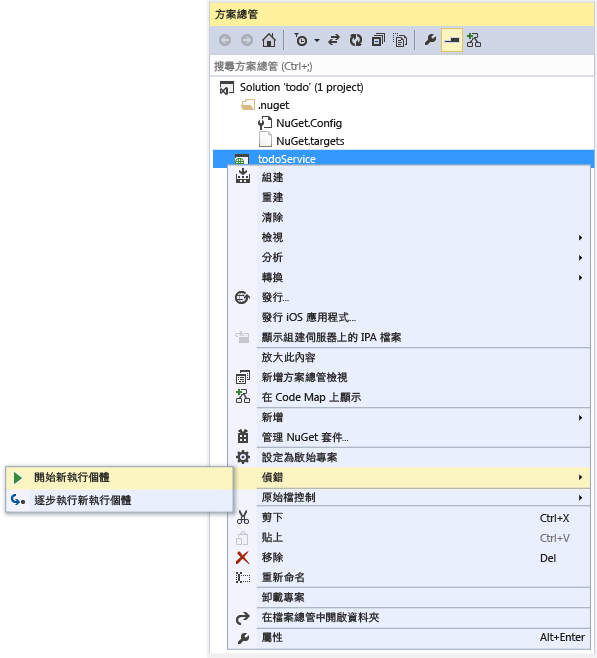 方案總管
搜尋方案總管 (Ctrl+;)
Solution 'todo' (1 project)
.nuget
NuGet.Config
NuGet.targets
todoService
組建
重建
清除
檢視
分析
轉換
發行...
發行 iOS 應用程式...
顯示組建伺服器上的 IPA 檔案
放大此內容
新增方案總管檢視
在 Code Map 上顯示
新增
管理 NuGet 套件...
設定為啟始專案
偵錯
開始新執行個體
逐步執行新執行個體
原始檔控制
剪下 Ctrl+X
貼上 Ctrl+V
移除 Del
重新命名
卸載專案
在檔案總管中開啟資料夾
屬性 Alt+Enter